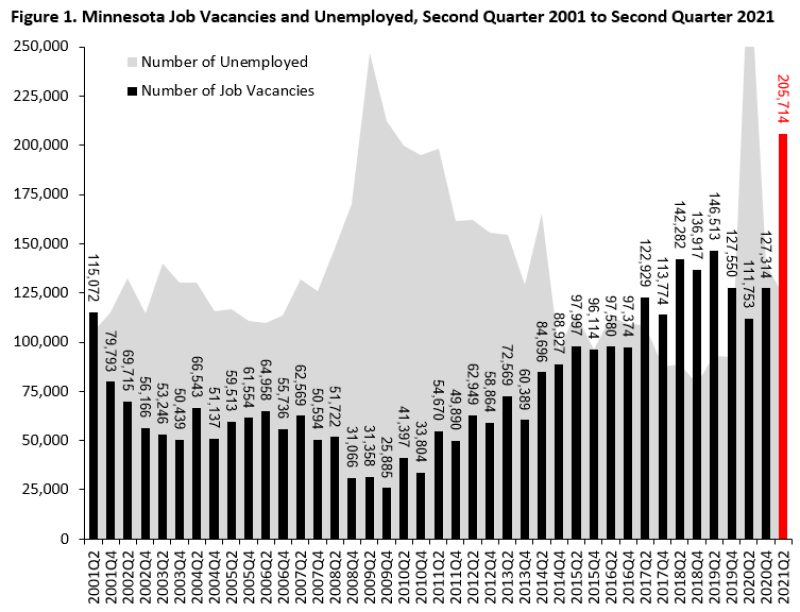 Figure 1. Minnesota Job Vacancies and Unemployed, Second Quarter 2001 to Second Quarter 2021
250,000
225,000
200,000
175,000
150,000
125,000
100,000
75,000
50,000
25,000
0
Number of Unemployed
Number of Job Vacancies
115,072
79,793
69,715
56,166
53,246
50,439
66,543
51,137
59,513
61,554
64,958
55,736
62,569
50,594
51,722
31,066
31,358
25,885
41,397
33,804
54,670
49,890
62,949
58,864
72,569
60,389
84,696
88,927
97,997
96,114
97,580
97,374
122,929
113,774
142,282
136,917
146,513
127,550
111,753
127,314
205,714
2001Q2
2001Q4
2002Q2
2002Q4
2003Q2
2003Q4
2004Q2
2004Q4
2005Q2
2005Q4
2006Q2
2006Q4
2007Q2
2007Q4
2008Q2
2008Q4
2009Q2
2009Q4
2010Q2
2010Q4
2011Q2
2011Q4
2012Q2
2012Q4
2013Q2
2013Q4
2014Q2
2014Q4
2015Q2
2015Q4
2016Q2
2016Q4
2017Q2
2017Q4
2018Q2
2018Q4
2019Q2
2019Q4
2020Q2
2020Q4
2021Q2